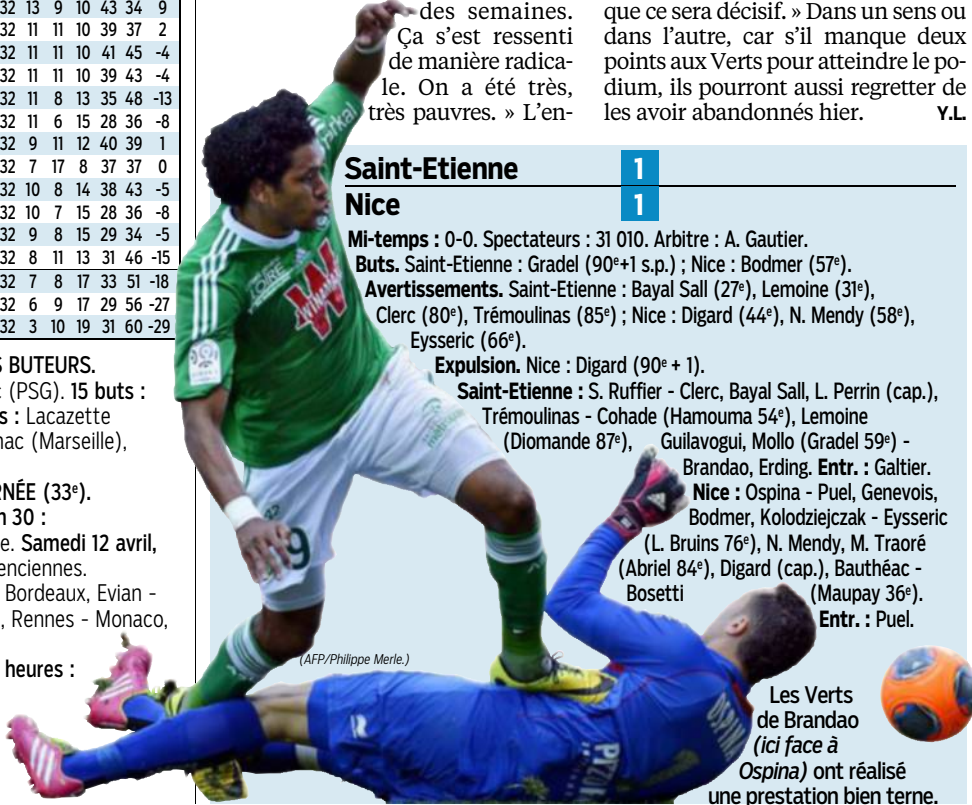 32 13 9 10 43 34 9
32 11 11 10 39 37 2
32 11 11 10 41 45 -4
32 11 11 10 39 43 -4
32 11 8 13 35 48 -13
32 11 6 15 28 36 -8
32 9 11 12 40 39 1
32 7 17 8 37 37 0
32 10 8 14 38 43 -5
32 10 7 15 28 36 -8
32 9 8 15 29 34 -5
32 8 11 13 31 46 -15
32 7 8 17 33 51 -18
32 6 9 17 29 56 -27
32 3 10 19 31 60 -29
S BUTEURS.
c (PSG). 15 buts :
s : Lacazette
nac (Marseille),
RNÉE (33e).
h 30 :
e. Samedi 12 avril,
enciennes.
Bordeaux, Evian -
, Rennes - Monaco,
heures :
des semaines.
Ça s'est ressenti
de manière radica-
le. On a été très,
très pauvres. » L'en-
que ce sera décisif. » Dans un sens ou
dans l'autre, car s'il manque deux
points aux Verts pour atteindre le po-
dium, ils pourront aussi regretter de
les avoir abandonnés hier. Y.L.
Saint-Etienne 1
Nice 1
Mi-temps : 0-0. Spectateurs : 31 010. Arbitre : A. Gautier.
Buts. Saint-Etienne : Gradel (90e+1 s.p.) ; Nice : Bodmer (57e).
Avertissements. Saint-Etienne : Bayal Sall (27e), Lemoine (31e),
Clerc (80e), Trémoulinas (85e) ; Nice : Digard (44e), N. Mendy (58e),
Eysseric (66e).
Expulsion. Nice : Digard (90e + 1).
Saint-Etienne : S. Ruffier - Clerc, Bayal Sall, L. Perrin (cap.),
Trémoulinas - Cohade (Hamouma 54e), Lemoine
(Diomande 87e), Guilavogui, Mollo (Gradel 59e) -
Brandao, Erding. Entr. : Galtier.
Nice : Ospina - Puel, Genevois,
Bodmer, Kolodziejczak - Eysseric
(L. Bruins 76e), N. Mendy, M. Traoré
(Abriel 84e), Digard (cap.), Bauthéac -
Bosetti (Maupay 36e).
Entr. : Puel.
(AFP/Philippe Merle.)
Les Verts
de Brandao
(ici face à
Ospina) ont réalisé
une prestation bien terne.
LOIRE
WINAMAX
9
OSPINA
1